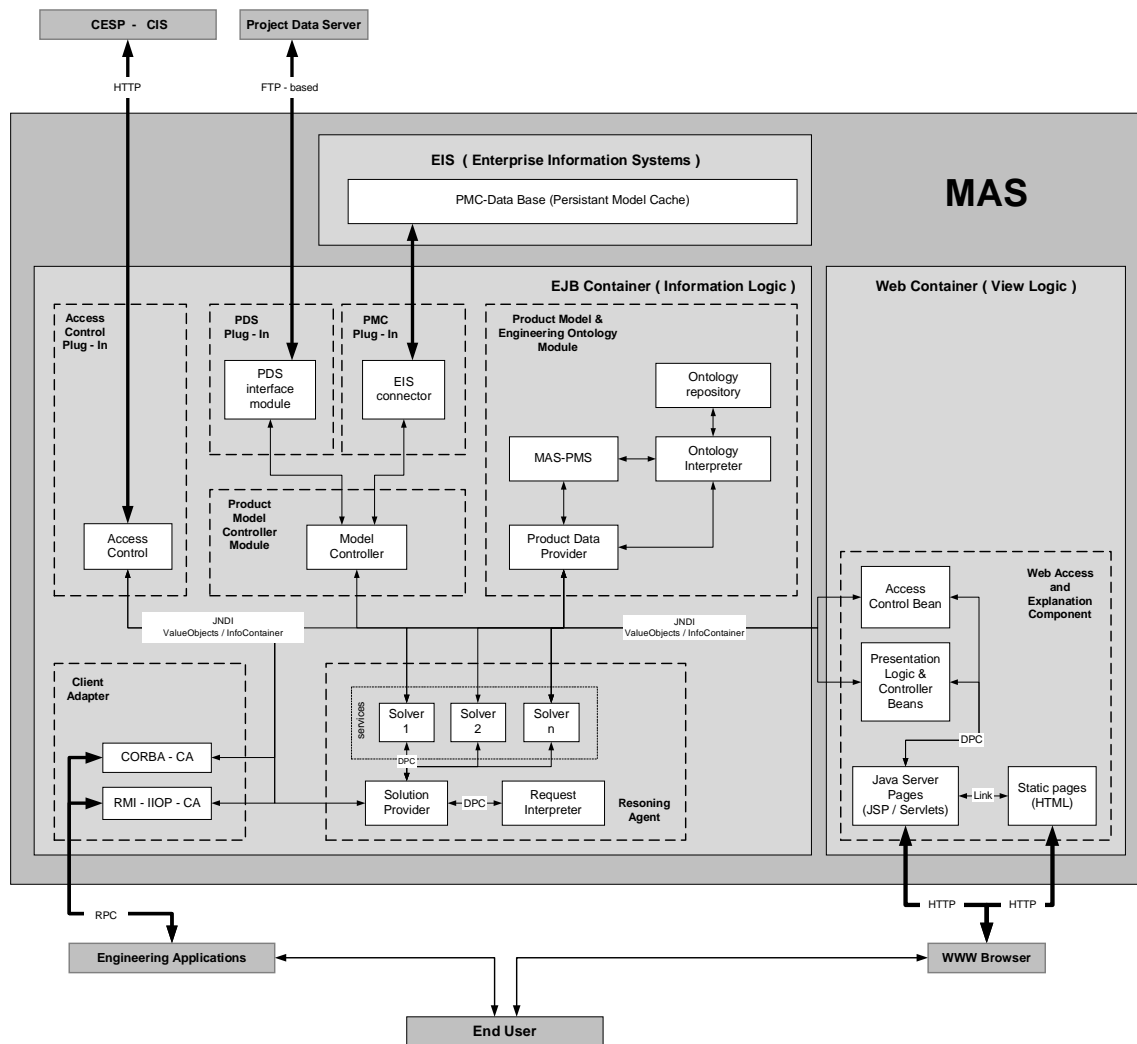 CESP - CIS
Project Data Server
HTTP
FTP - based
EIS ( Enterprise Information Systems )
PMC-Data Base (Persistant Model Cache)
MAS
EJB Container ( Information Logic )
Web Container ( View Logic )
Access
Control
Plug - In
PDS
Plug - In
PMC
Plug - In
Product Model &
Engineering Ontology
Module
PDS
interface
module
EIS
connector
Ontology
repository
MAS-PMS
Ontology
Interpreter
Product
Model
Controller
Module
Access
Control
Model
Controller
Product Data
Provider
Web Access
and
Explanation
Component
Access
Control Bean
JNDI
ValueObjects / InfoContainer
JNDI
ValueObjects / InfoContainer
Presentation
Logic &
Controller
Beans
Client
Adapter
services
Solver
1
Solver
2
Solver
n
DPC
DPC
CORBA - CA
RMI - IIOP - CA
Solution
Provider
DPC
Request
Interpreter
Resoning
Agent
Java Server
Pages
(JSP / Servlets)
Link
Static pages
(HTML)
RPC
HTTP
HTTP
Engineering Applications
WWW Browser
End User